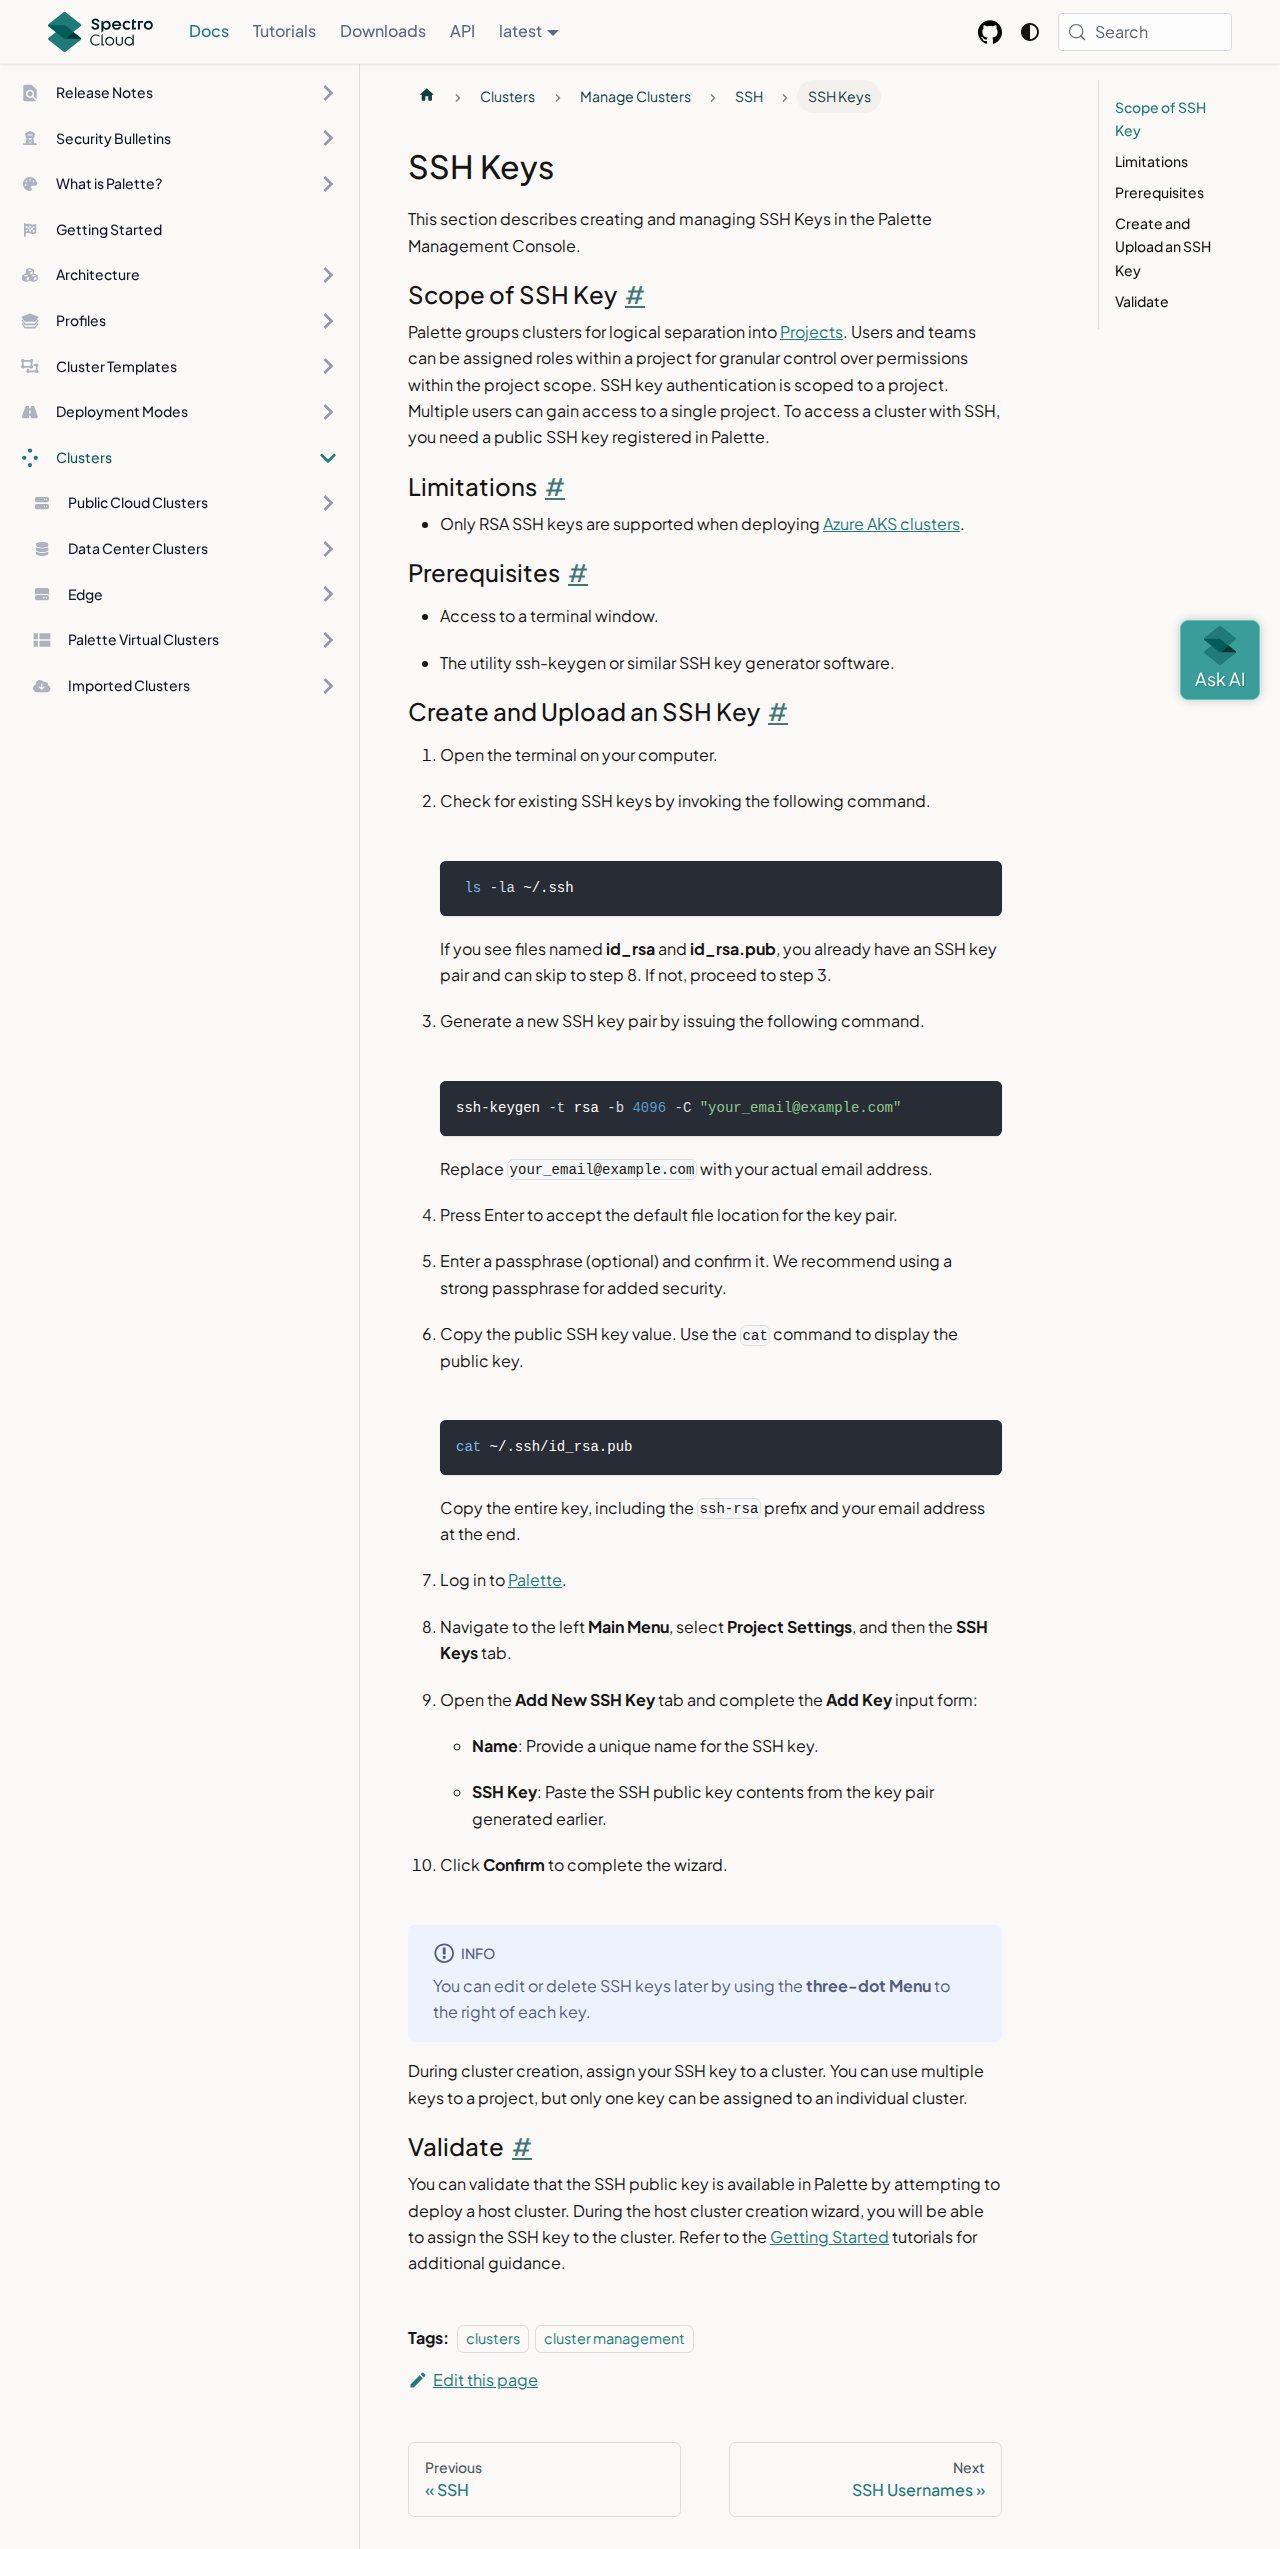 Spectro Cloud
Docs
Tutorials
Downloads
API
latest
Search
Release Notes
Security Bulletins
What is Palette?
Getting Started
Architecture
Profiles
Cluster Templates
Deployment Modes
Clusters
Public Cloud Clusters
Data Center Clusters
Edge
Palette Virtual Clusters
Imported Clusters
Clusters
Manage Clusters
SSH
SSH Keys
SSH Keys
This section describes creating and managing SSH Keys in the Palette
Management Console.
Scope of SSH Key #
Palette groups clusters for logical separation into Projects. Users and teams
can be assigned roles within a project for granular control over permissions
within the project scope. SSH key authentication is scoped to a project.
Multiple users can gain access to a single project. To access a cluster with SSH,
you need a public SSH key registered in Palette.
Limitations #
• Only RSA SSH keys are supported when deploying Azure AKS clusters.
Prerequisites #
• Access to a terminal window.
• The utility ssh-keygen or similar SSH key generator software.
Create and Upload an SSH Key #
1. Open the terminal on your computer.
2. Check for existing SSH keys by invoking the following command.
ls -la ~/.ssh
If you see files named id_rsa and id_rsa.pub, you already have an SSH key
pair and can skip to step 8. If not, proceed to step 3.
3. Generate a new SSH key pair by issuing the following command.
ssh-keygen -t rsa -b 4096 -C "your_email@example.com"
Replace your_email@example.com with your actual email address.
4. Press Enter to accept the default file location for the key pair.
5. Enter a passphrase (optional) and confirm it. We recommend using a
strong passphrase for added security.
6. Copy the public SSH key value. Use the cat command to display the
public key.
cat ~/.ssh/id_rsa.pub
Copy the entire key, including the ssh-rsa prefix and your email address
at the end.
7. Log in to Palette.
8. Navigate to the left Main Menu, select Project Settings, and then the SSH
Keys tab.
9. Open the Add New SSH Key tab and complete the Add Key input form:
◦ Name: Provide a unique name for the SSH key.
◦ SSH Key: Paste the SSH public key contents from the key pair
generated earlier.
10. Click Confirm to complete the wizard.
INFO
You can edit or delete SSH keys later by using the three-dot Menu to
the right of each key.
During cluster creation, assign your SSH key to a cluster. You can use multiple
keys to a project, but only one key can be assigned to an individual cluster.
Validate #
You can validate that the SSH public key is available in Palette by attempting to
deploy a host cluster. During the host cluster creation wizard, you will be able
to assign the SSH key to the cluster. Refer to the Getting Started tutorials for
additional guidance.
Tags: clusters cluster management
Edit this page
Previous
« SSH
Next
SSH Usernames »
Scope of SSH
Key
Limitations
Prerequisites
Create and
Upload an SSH
Key
Validate
Ask AI